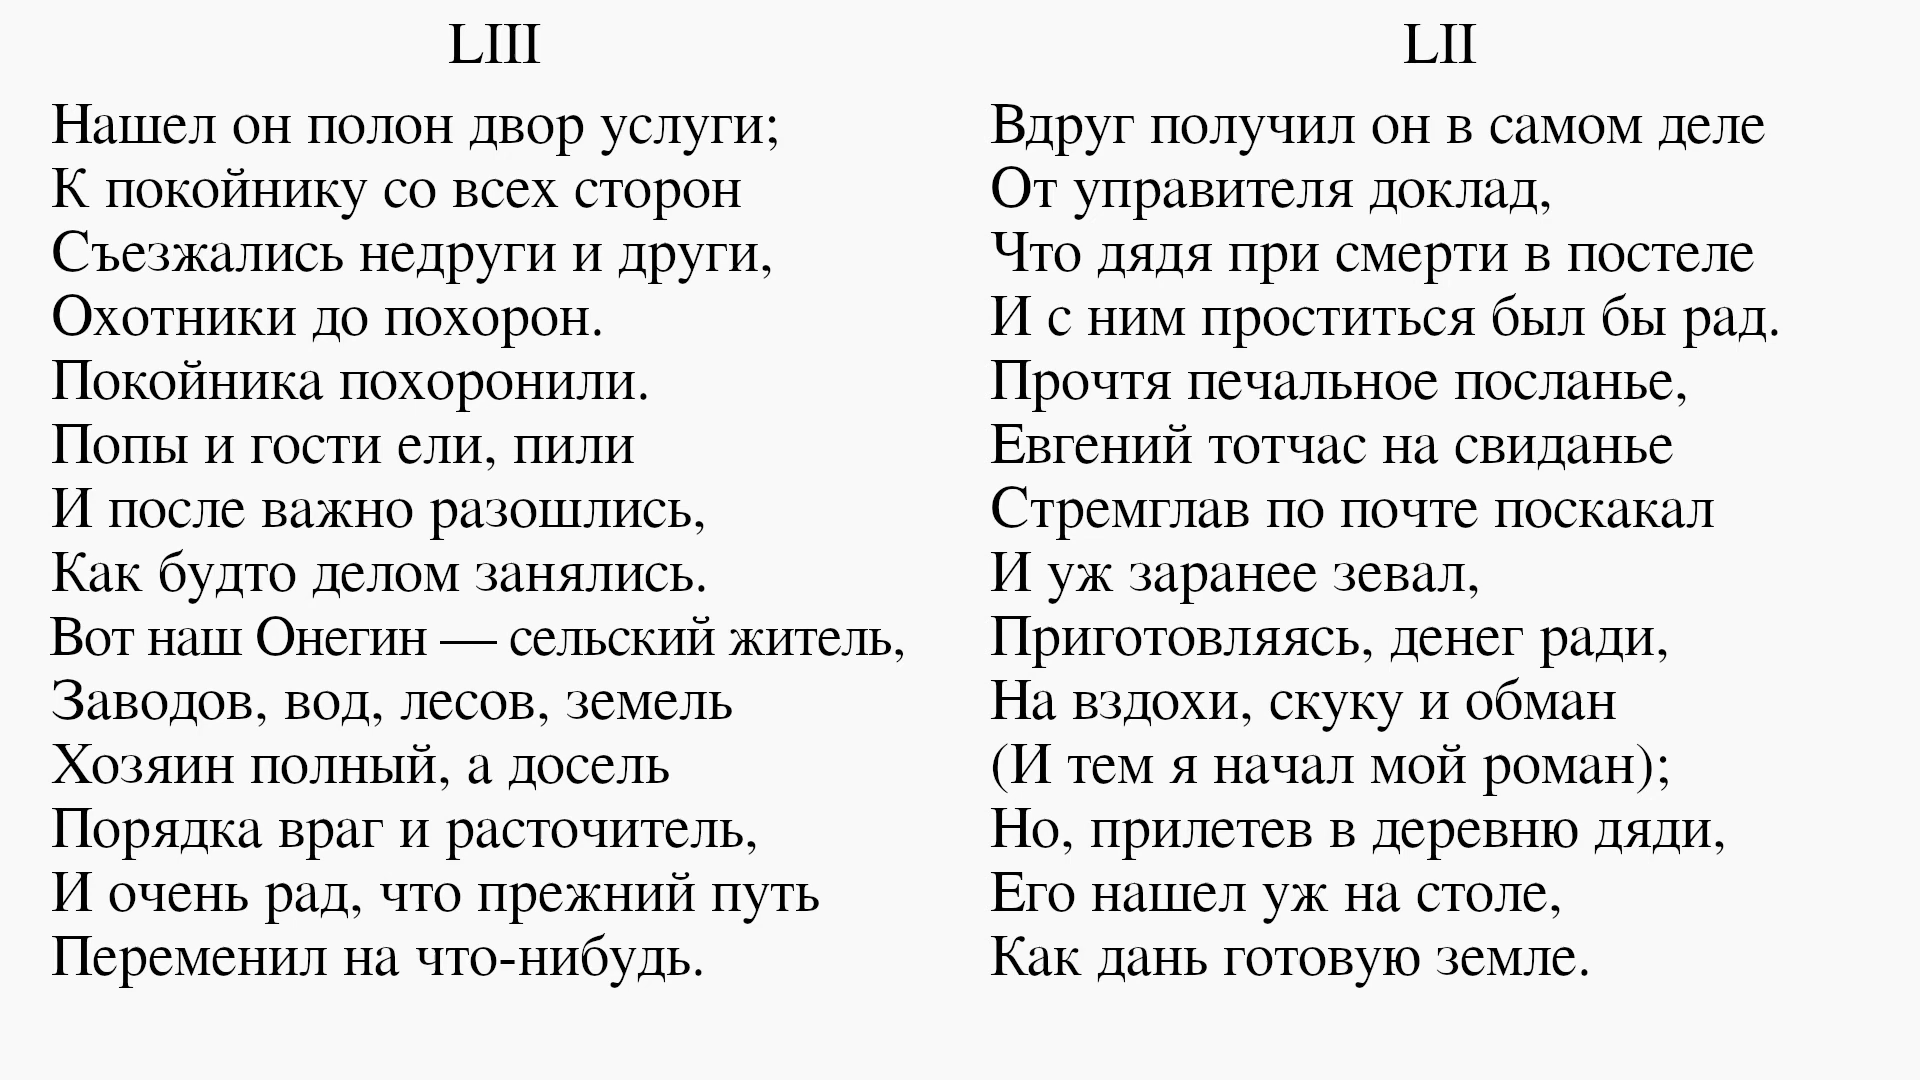 LIII
Нашел он полон двор услуги;
К покойнику со всех сторон
Съезжались недруги и други,
Охотники до похорон.
Покойника похоронили.
Попы и гости ели, пили
И после важно разошлись,
Как будто делом занялись.
Вот наш Онегин — сельский житель,
Заводов, вод, лесов, земель
Хозяин полный, а досель
Порядка враг и расточитель,
И очень рад, что прежний путь
Переменил на что-нибудь.
LII
Вдруг получил он в самом деле
От управителя доклад,
Что дядя при смерти в постеле
И с ним проститься был бы рад.
Прочтя печальное посланье,
Евгений тотчас на свиданье
Стремглав по почте поскакал
И уж заранее зевал,
Приготовляясь, денег ради,
На вздохи, скуку и обман
(И тем я начал мой роман);
Но, прилетев в деревню дяди,
Его нашел уж на столе,
Как дань готовую земле.